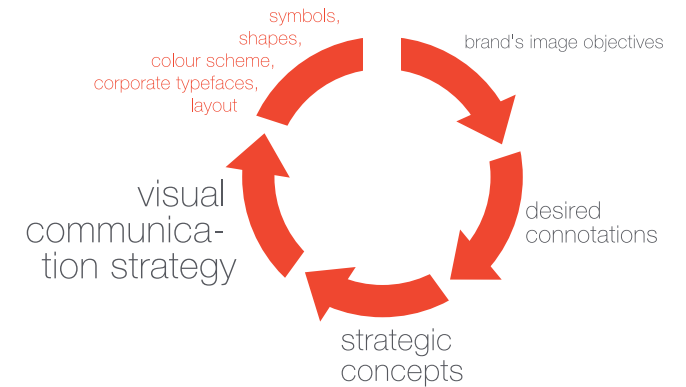 symbols,
shapes,
colour scheme,
corporate typefaces,
layout
brand's image objectives
desired
connotations
strategic
concepts
visual
communica-
tion strategy